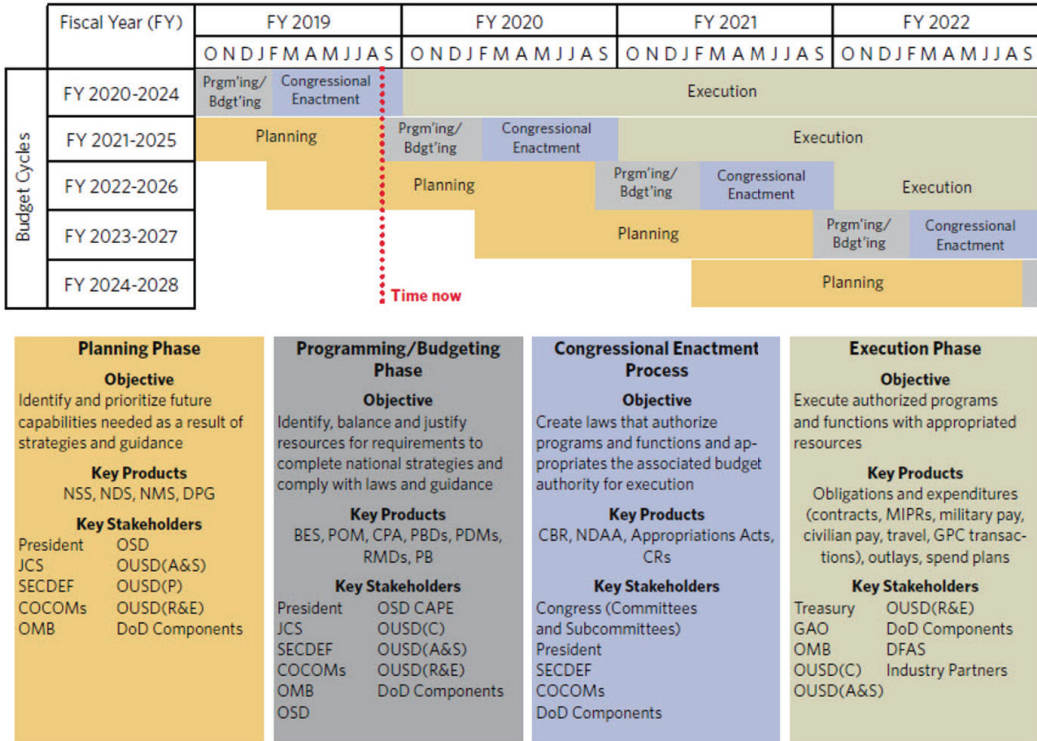 Fiscal Year (FY)
FY 2019
FY 2020
FY 2021
FY 2022
O N D J F M A M J J A S
O N D J F M A M J J A S
O N D J F M A M J J A S
O N D J F M A M J J A S
Budget Cycles
FY 2020-2024
Prgm'ing/
Bdgt'ing
Congressional
Enactment
Execution
FY 2021-2025
Planning
Prgm'ing/
Bdgt'ing
Congressional
Enactment
Execution
FY 2022-2026
Planning
Prgm'ing/
Bdgt'ing
Congressional
Enactment
Execution
FY 2023-2027
Planning
Prgm'ing/
Bdgt'ing
Congressional
Enactment
FY 2024-2028
Planning
Time now
Planning Phase
Objective
Identify and prioritize future
capabilities needed as a result of
strategies and guidance
Key Products
NSS, NDS, NMS, DPG
Key Stakeholders
President OSD
JCS OUSD(A&S)
SECDEF OUSD(P)
COCOMs OUSD(R&E)
OMB DoD Components
Programming/Budgeting
Phase
Objective
Identify, balance and justify
resources for requirements to
complete national strategies and
comply with laws and guidance
Key Products
BES, POM, CPA, PBDs, PDMs,
RMDs, PB
Key Stakeholders
President OSD CAPE
JCS OUSD(C)
SECDEF OUSD(A&S)
COCOMs OUSD(R&E)
OMB DoD Components
OSD
Congressional Enactment
Process
Objective
Create laws that authorize
programs and functions and ap-
propriates the associated budget
authority for execution
Key Products
CBR, NDAA, Appropriations Acts,
CRs
Key Stakeholders
Congress (Committees
and Subcommittees)
President
SECDEF
COCOMs
DoD Components
Execution Phase
Objective
Execute authorized programs
and functions with appropriated
resources
Key Products
Obligations and expenditures
(contracts, MIPRs, military pay,
civilian pay, travel, GPC transac-
tions), outlays, spend plans
Key Stakeholders
Treasury OUSD(R&E)
GAO DoD Components
OMB DFAS
OUSD(C) Industry Partners
OUSD(A&S)